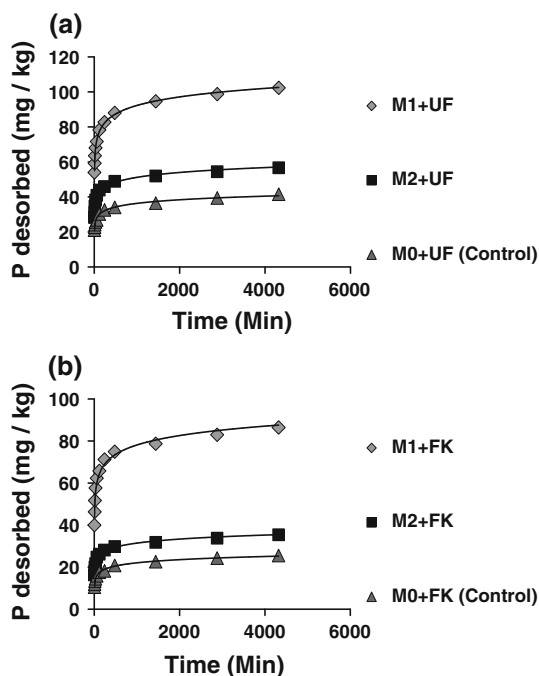 (a)
P desorbed (mg / kg)
120
100
80
60
40
20
0
0 2000 4000 6000
Time (Min)
M1+UF
M2+UF
M0+UF (Control)
(b)
P desorbed (mg / kg)
100
80
60
40
20
0
0 2000 4000 6000
Time (Min)
M1+FK
M2+FK
M0+FK (Control)